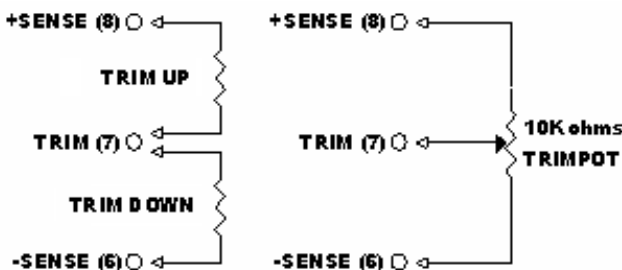 +SENSE (8)
TRIM UP
TRIM (7)
TRIM DOWN
-SENSE (6)
+SENSE (8)
10K ohms
TRIM (7)
TRIMPOT
-SENSE (6)